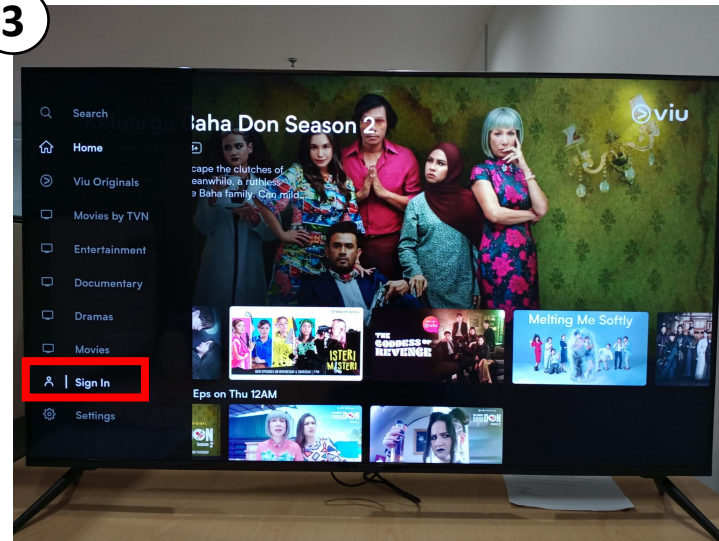 3
Search
Home
Viu Originals
Movies by TVN
Entertainment
Documentary
Dramas
Movies
Sign In
Settings
Baha Don Season 2
cape the clutches of
eanwhile, a ruthless
e Baha family. Can mild...
viu
ISTERI
MISTERI
THE
GODDESS OF
REVENGE
viu
Melting Me Softly
Eps on Thu 12AM
DON